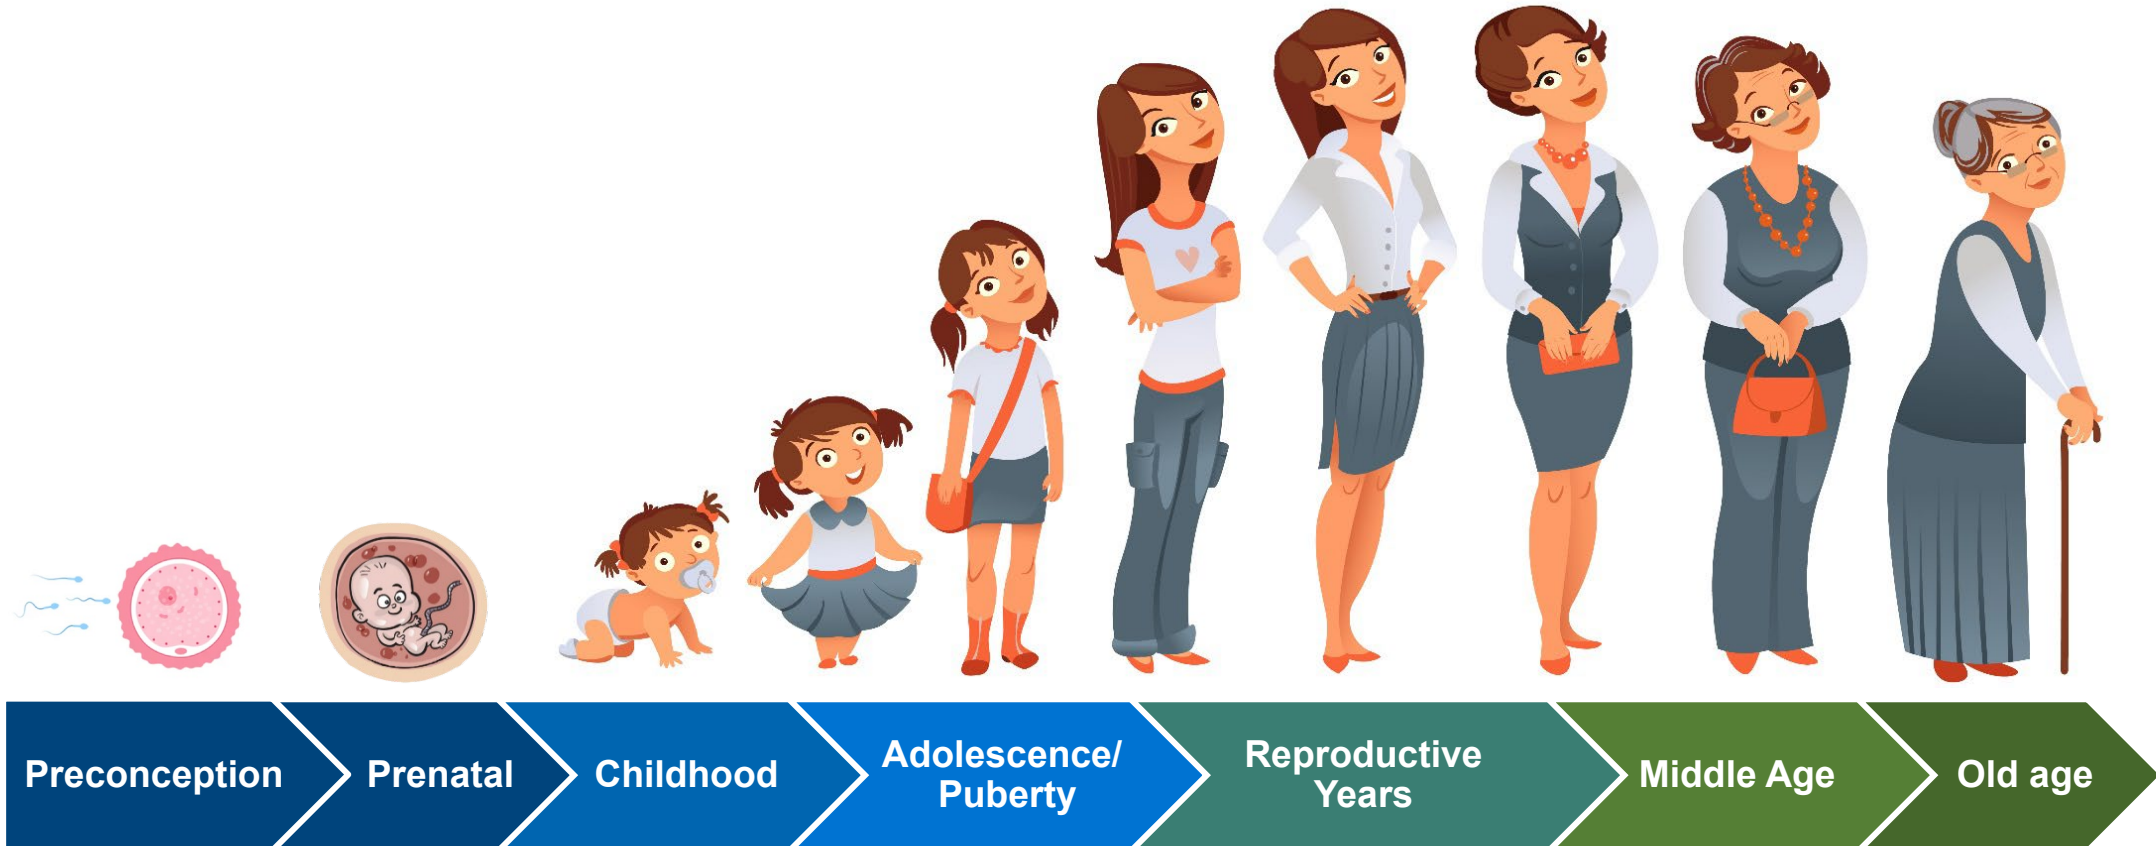 Preconception
Prenatal
Childhood
Adolescence/
Puberty
Reproductive
Years
Middle Age
Old age